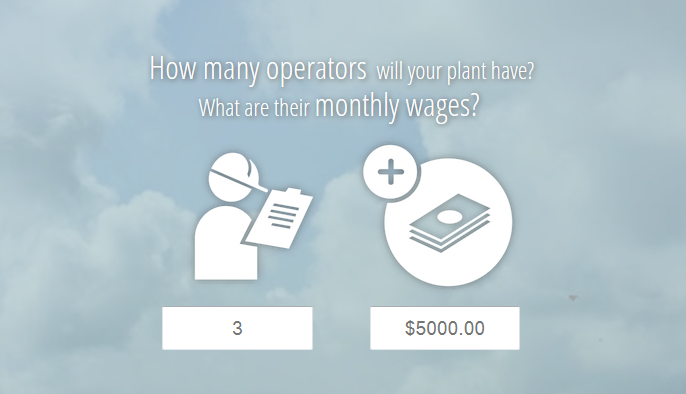 How many operators will your plant have?
What are their monthly wages?
3
$5000.00